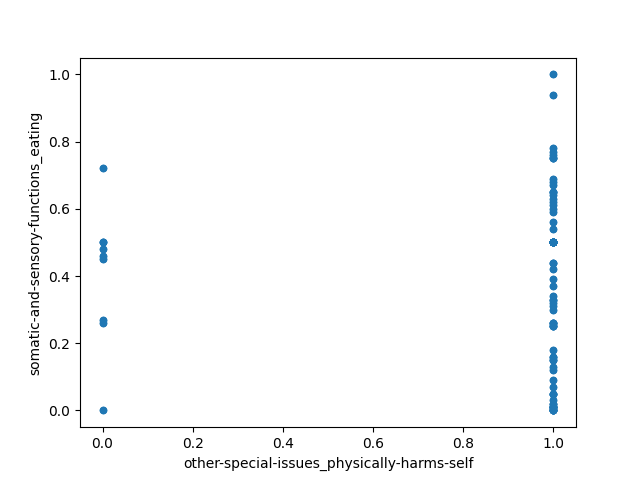 1.0
0.8
0.6
0.4
0.2
0.0
somatic-and-sensory-functions_eating
0.0 0.2 0.4 0.6 0.8 1.0
other-special-issues_physically-harms-self